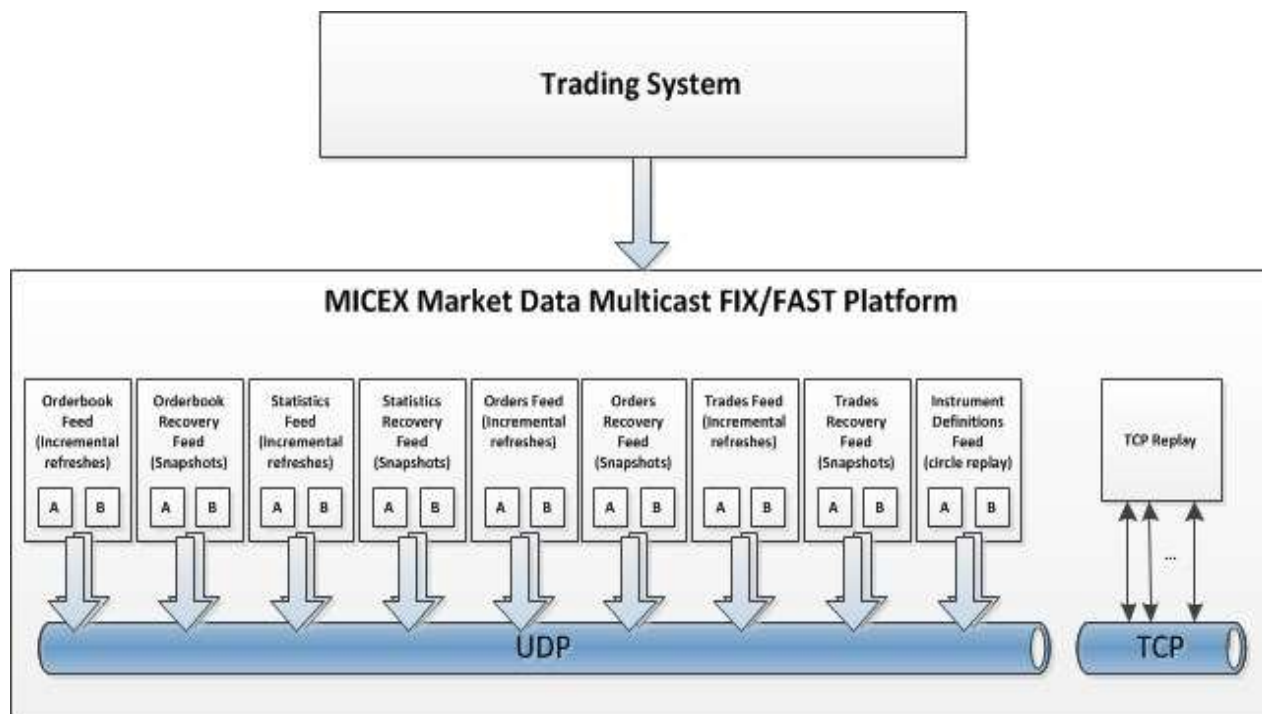 Trading System
MICEX Market Data Multicast FIX/FAST Platform
Orderbook
Feed
(Incremental
refreshes)
A B
Orderbook
Recovery
Feed
(Snapshots)
A B
Statistics
Feed
(Incremental
refreshes)
A B
Statistics
Recovery
Feed
(Snapshots)
A B
Orders Feed
(Incremental
refreshes)
A B
Orders
Recovery
Feed
(Snapshots)
A B
Trades Feed
(Incremental
refreshes)
A B
Trades
Recovery
Feed
(Snapshots)
A B
Instrument
Definitions
Feed
(circle replay)
A B
TCP Replay
...
UDP
TCP